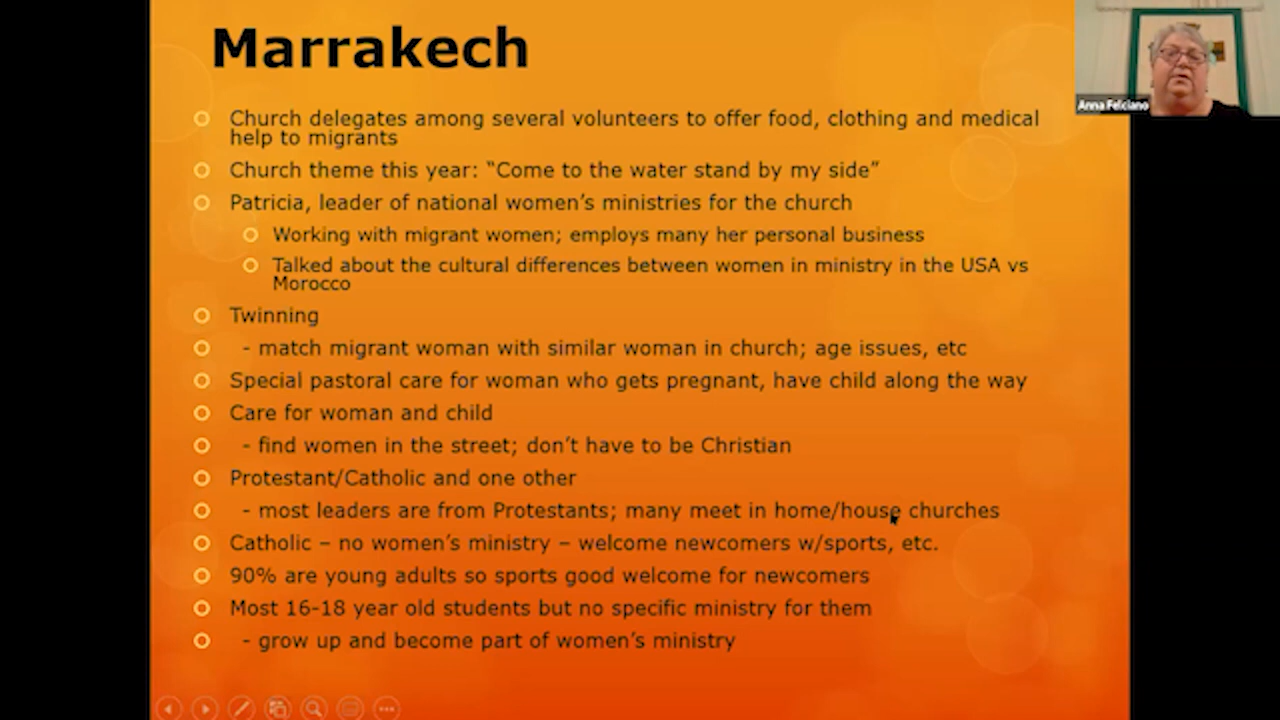 Marrakech
Anna Felciano
Church delegates among several volunteers to offer food, clothing and medical
help to migrants
Church theme this year: “Come to the water stand by my side”
Patricia, leader of national women’s ministries for the church
Working with migrant women; employs many her personal business
Talked about the cultural differences between women in ministry in the USA vs
Morocco
Twinning
- match migrant woman with similar woman in church; age issues, etc
Special pastoral care for woman who gets pregnant, have child along the way
Care for woman and child
- find women in the street; don’t have to be Christian
Protestant/Catholic and one other
- most leaders are from Protestants; many meet in home/house churches
Catholic – no women’s ministry – welcome newcomers w/sports, etc.
90% are young adults so sports good welcome for newcomers
Most 16-18 year old students but no specific ministry for them
- grow up and become part of women’s ministry